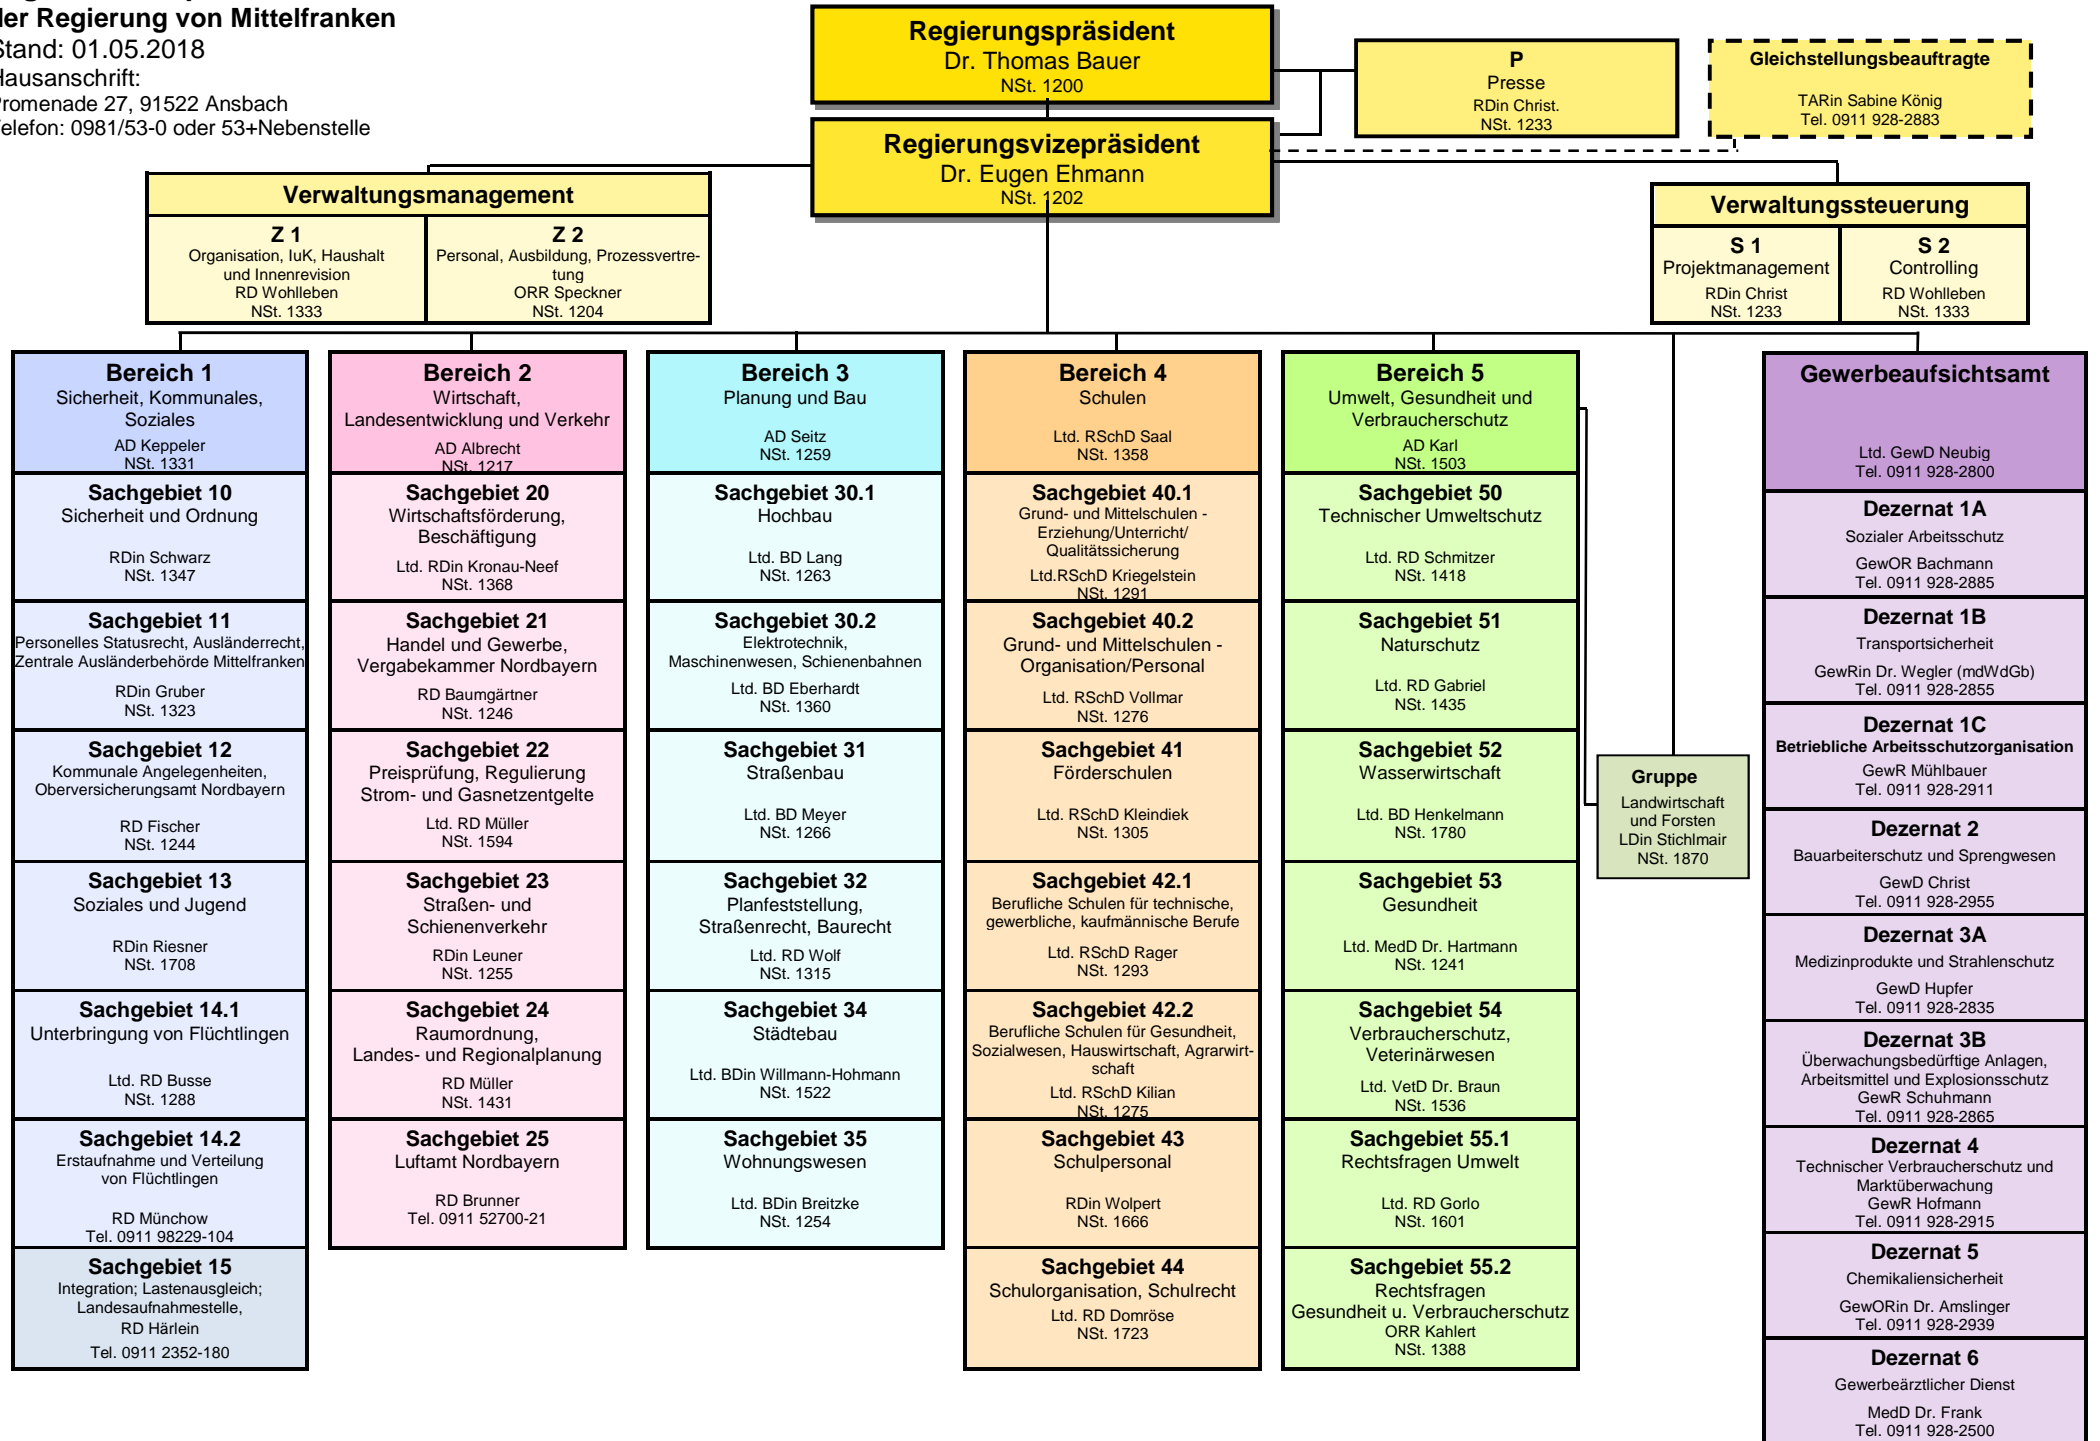 der Regierung von Mittelfranken
Stand: 01.05.2018
Hausanschrift:
Promenade 27, 91522 Ansbach
Telefon: 0981/53-0 oder 53+Nebenstelle
Regierungspräsident
Dr. Thomas Bauer
NSt. 1200
P
Presse
RDin Christ.
NSt. 1233
Gleichstellungsbeauftragte
TARin Sabine König
Tel. 0911 928-2883
Regierungsvizepräsident
Dr. Eugen Ehmann
NSt. 1202
Verwaltungsmanagement
Z 1
Organisation, IuK, Haushalt
und Innenrevision
RD Wohlleben
NSt. 1333
Z 2
Personal, Ausbildung, Prozessvertre-
tung
ORR Speckner
NSt. 1204
Verwaltungssteuerung
S 1
Projektmanagement
RDin Christ
NSt. 1233
S 2
Controlling
RD Wohlleben
NSt. 1333
Bereich 1
Sicherheit, Kommunales,
Soziales
AD Keppeler
NSt. 1331
Sachgebiet 10
Sicherheit und Ordnung
RDin Schwarz
NSt. 1347
Sachgebiet 11
Personelles Statusrecht, Ausländerrecht,
Zentrale Ausländerbehörde Mittelfranken
RDin Gruber
NSt. 1323
Sachgebiet 12
Kommunale Angelegenheiten,
Oberversicherungsamt Nordbayern
RD Fischer
NSt. 1244
Sachgebiet 13
Soziales und Jugend
RDin Riesner
NSt. 1708
Sachgebiet 14.1
Unterbringung von Flüchtlingen
Ltd. RD Busse
NSt. 1288
Sachgebiet 14.2
Erstaufnahme und Verteilung
von Flüchtlingen
RD Münchow
Tel. 0911 98229-104
Sachgebiet 15
Integration; Lastenausgleich;
Landesaufnahmestelle,
RD Härlein
Tel. 0911 2352-180
Bereich 2
Wirtschaft,
Landesentwicklung und Verkehr
AD Albrecht
NSt. 1217
Sachgebiet 20
Wirtschaftsförderung,
Beschäftigung
Ltd. RDin Kronau-Neef
NSt. 1368
Sachgebiet 21
Handel und Gewerbe,
Vergabekammer Nordbayern
RD Baumgärtner
NSt. 1246
Sachgebiet 22
Preisprüfung, Regulierung
Strom- und Gasnetzentgelte
Ltd. RD Müller
NSt. 1594
Sachgebiet 23
Straßen- und
Schienenverkehr
RDin Leuner
NSt. 1255
Sachgebiet 24
Raumordnung,
Landes- und Regionalplanung
RD Müller
NSt. 1431
Sachgebiet 25
Luftamt Nordbayern
RD Brunner
Tel. 0911 52700-21
Bereich 3
Planung und Bau
AD Seitz
NSt. 1259
Sachgebiet 30.1
Hochbau
Ltd. BD Lang
NSt. 1263
Sachgebiet 30.2
Elektrotechnik,
Maschinenwesen, Schienenbahnen
Ltd. BD Eberhardt
NSt. 1360
Sachgebiet 31
Straßenbau
Ltd. BD Meyer
NSt. 1266
Sachgebiet 32
Planfeststellung,
Straßenrecht, Baurecht
Ltd. RD Wolf
NSt. 1315
Sachgebiet 34
Städtebau
Ltd. BDin Willmann-Hohmann
NSt. 1522
Sachgebiet 35
Wohnungswesen
Ltd. BDin Breitzke
NSt. 1254
Bereich 4
Schulen
Ltd. RSchD Saal
NSt. 1358
Sachgebiet 40.1
Grund- und Mittelschulen -
Erziehung/Unterricht/
Qualitätssicherung
Ltd.RSchD Kriegelstein
NSt. 1291
Sachgebiet 40.2
Grund- und Mittelschulen -
Organisation/Personal
Ltd. RSchD Vollmar
NSt. 1276
Sachgebiet 41
Förderschulen
Ltd. RSchD Kleindiek
NSt. 1305
Sachgebiet 42.1
Berufliche Schulen für technische,
gewerbliche, kaufmännische Berufe
Ltd. RSchD Rager
NSt. 1293
Sachgebiet 42.2
Berufliche Schulen für Gesundheit,
Sozialwesen, Hauswirtschaft, Agrarwirt-
schaft
Ltd. RSchD Kilian
NSt. 1275
Sachgebiet 43
Schulpersonal
RDin Wolpert
NSt. 1666
Sachgebiet 44
Schulorganisation, Schulrecht
Ltd. RD Domröse
NSt. 1723
Bereich 5
Umwelt, Gesundheit und
Verbraucherschutz
AD Karl
NSt. 1503
Sachgebiet 50
Technischer Umweltschutz
Ltd. RD Schmitzer
NSt. 1418
Sachgebiet 51
Naturschutz
Ltd. RD Gabriel
NSt. 1435
Sachgebiet 52
Wasserwirtschaft
Ltd. BD Henkelmann
NSt. 1780
Sachgebiet 53
Gesundheit
Ltd. MedD Dr. Hartmann
NSt. 1241
Sachgebiet 54
Verbraucherschutz,
Veterinärwesen
Ltd. VetD Dr. Braun
NSt. 1536
Sachgebiet 55.1
Rechtsfragen Umwelt
Ltd. RD Gorlo
NSt. 1601
Sachgebiet 55.2
Rechtsfragen
Gesundheit u. Verbraucherschutz
ORR Kahlert
NSt. 1388
Gruppe
Landwirtschaft
und Forsten
LDin Stichlmair
NSt. 1870
Gewerbeaufsichtsamt
Ltd. GewD Neubig
Tel. 0911 928-2800
Dezernat 1A
Sozialer Arbeitsschutz
GewOR Bachmann
Tel. 0911 928-2885
Dezernat 1B
Transportsicherheit
GewRin Dr. Wegler (mdWdGb)
Tel. 0911 928-2855
Dezernat 1C
Betriebliche Arbeitsschutzorganisation
GewR Mühlbauer
Tel. 0911 928-2911
Dezernat 2
Bauarbeiterschutz und Sprengwesen
GewD Christ
Tel. 0911 928-2955
Dezernat 3A
Medizinprodukte und Strahlenschutz
GewD Hupfer
Tel. 0911 928-2835
Dezernat 3B
Überwachungsbedürftige Anlagen,
Arbeitsmittel und Explosionsschutz
GewR Schuhmann
Tel. 0911 928-2865
Dezernat 4
Technischer Verbraucherschutz und
Marktüberwachung
GewR Hofmann
Tel. 0911 928-2915
Dezernat 5
Chemikaliensicherheit
GewORin Dr. Amslinger
Tel. 0911 928-2939
Dezernat 6
Gewerbeärztlicher Dienst
MedD Dr. Frank
Tel. 0911 928-2500